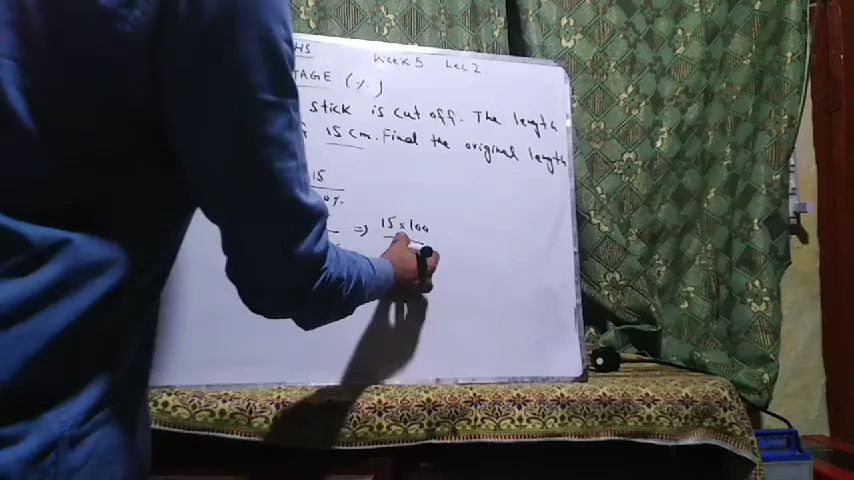 HS Week 5 Lec 2
TAGE (%)
stick is cut off. The length
15 cm. Find the original length
15
0%
=> 15 x 100